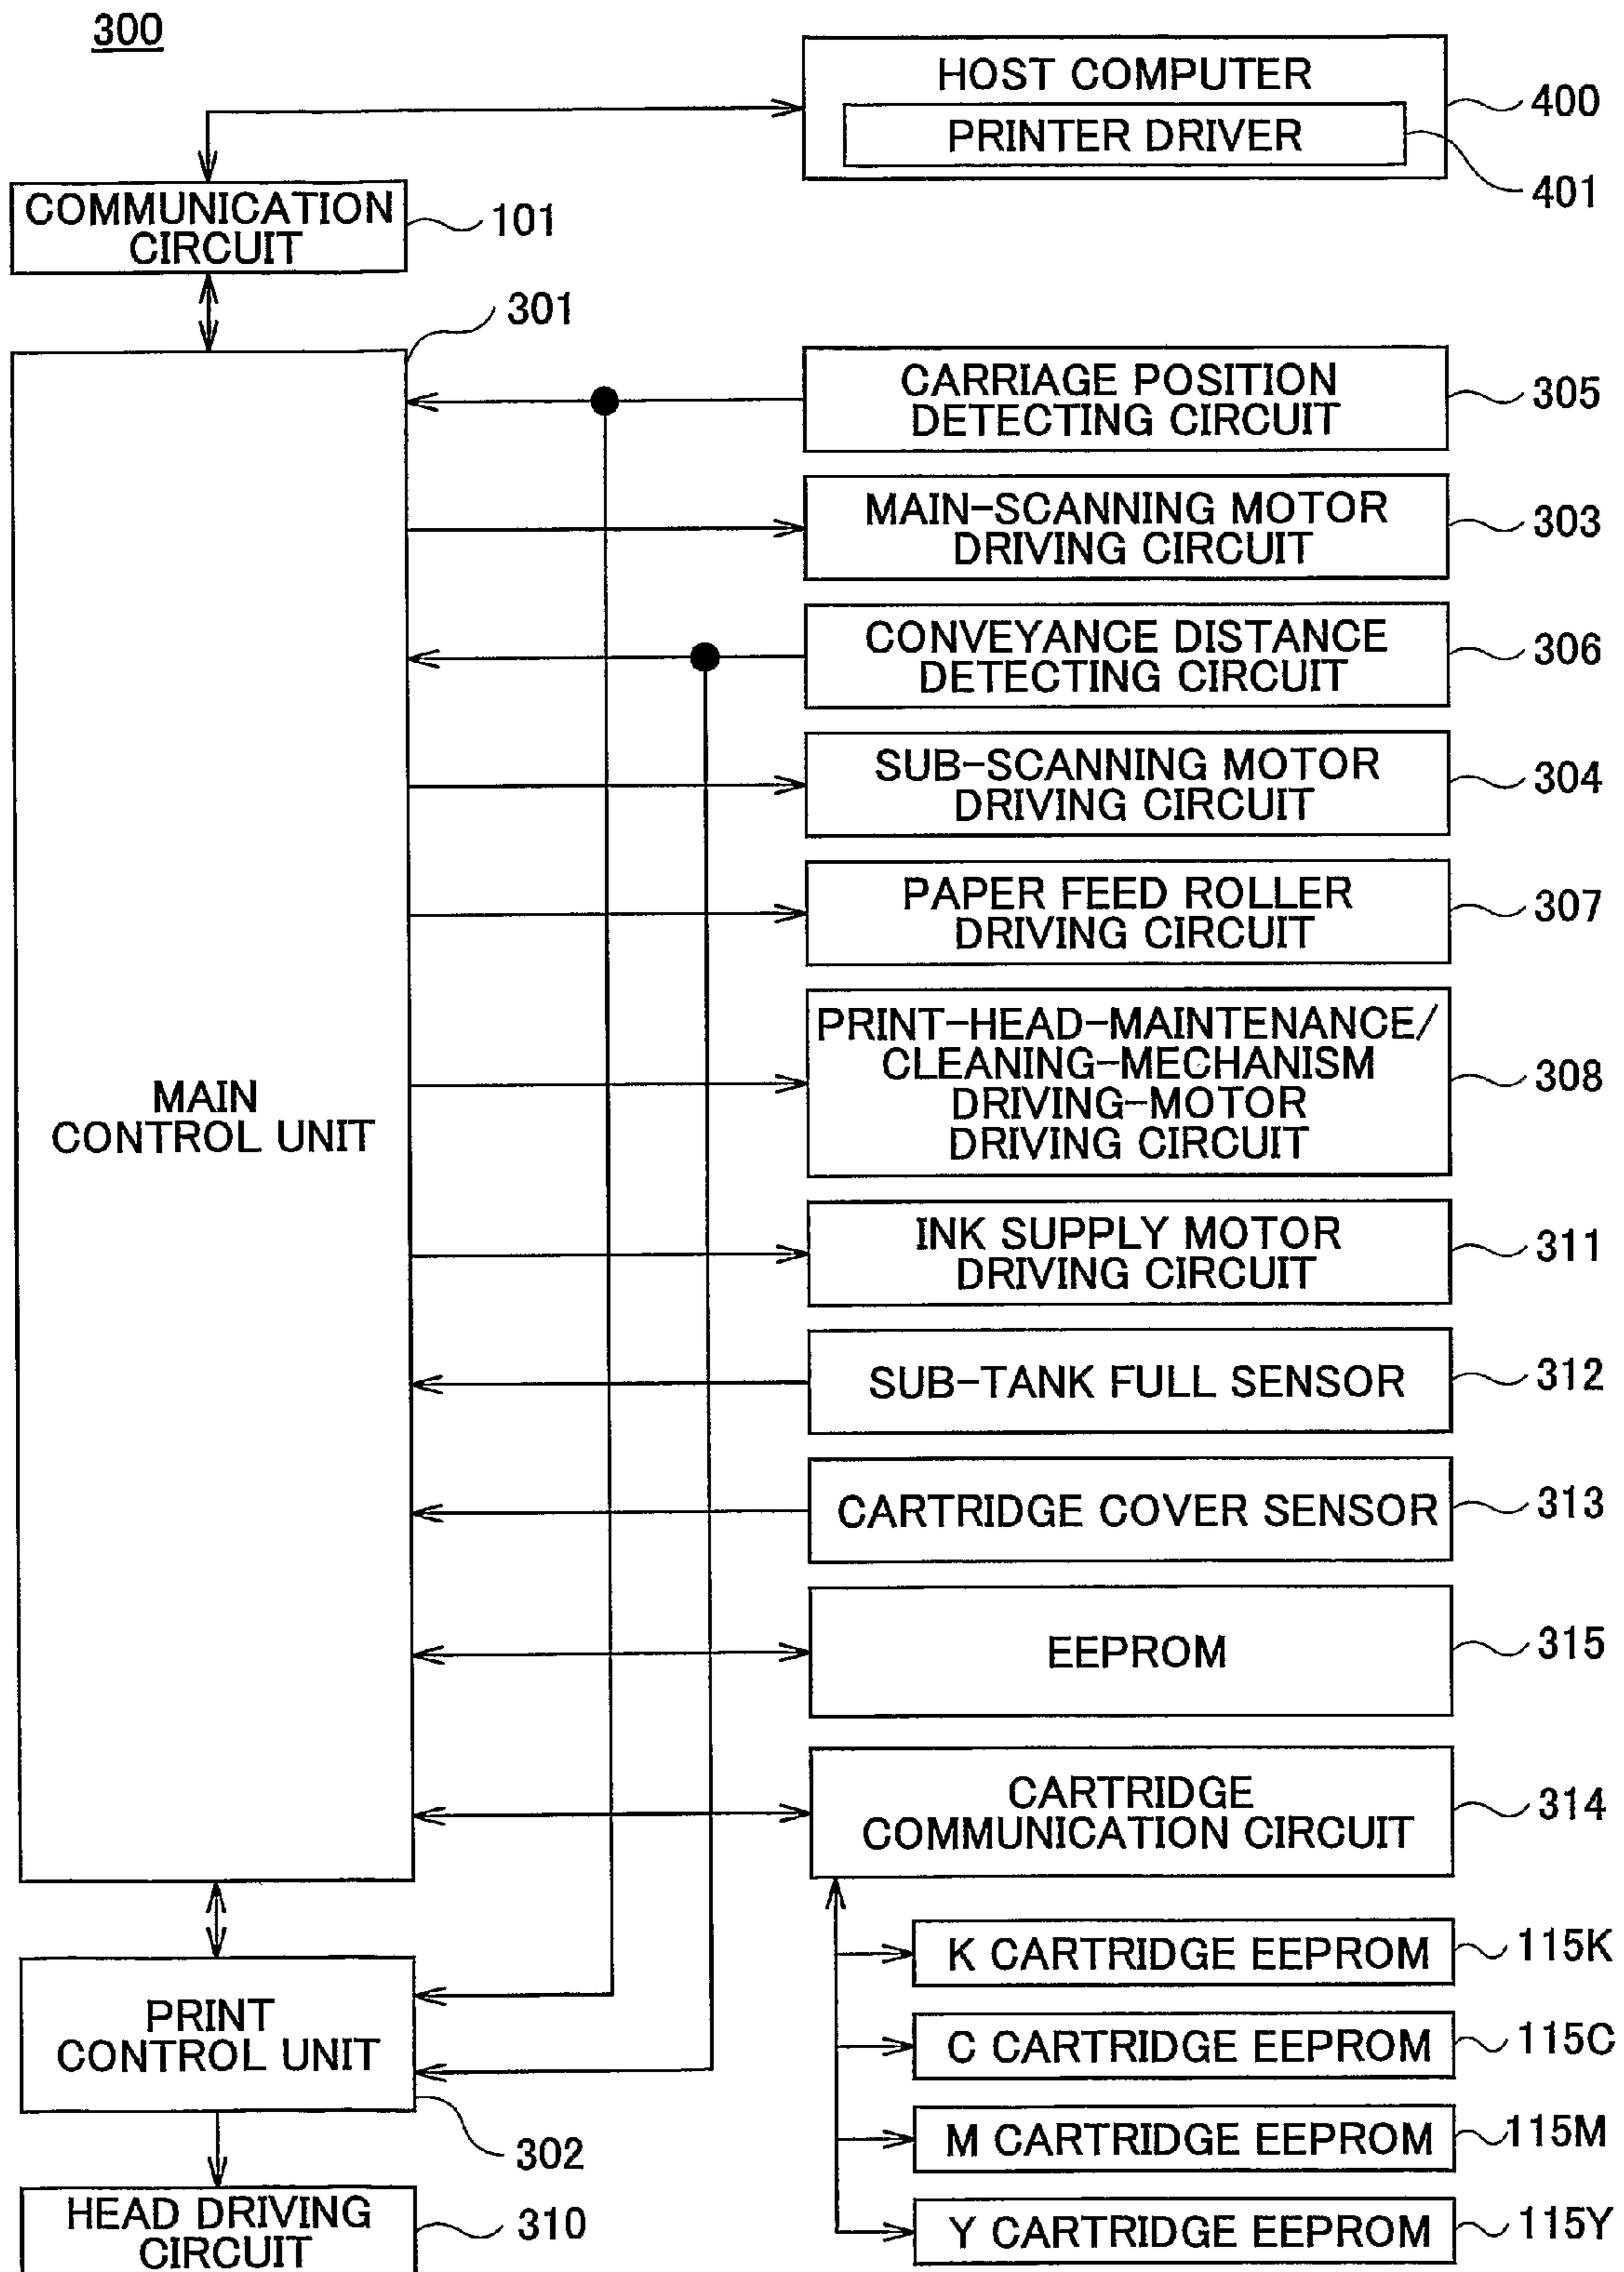 300
HOST COMPUTER
PRINTER DRIVER
400
401
COMMUNICATION
CIRCUIT
101
301
MAIN
CONTROL UNIT
CARRIAGE POSITION
DETECTING CIRCUIT
305
MAIN-SCANNING MOTOR
DRIVING CIRCUIT
303
CONVEYANCE DISTANCE
DETECTING CIRCUIT
306
SUB-SCANNING MOTOR
DRIVING CIRCUIT
304
PAPER FEED ROLLER
DRIVING CIRCUIT
307
PRINT-HEAD-MAINTENANCE/
CLEANING-MECHANISM
DRIVING-MOTOR
DRIVING CIRCUIT
308
INK SUPPLY MOTOR
DRIVING CIRCUIT
311
SUB-TANK FULL SENSOR
312
CARTRIDGE COVER SENSOR
313
EEPROM
315
CARTRIDGE
COMMUNICATION CIRCUIT
314
K CARTRIDGE EEPROM
115K
C CARTRIDGE EEPROM
115C
M CARTRIDGE EEPROM
115M
Y CARTRIDGE EEPROM
115Y
PRINT
CONTROL UNIT
302
HEAD DRIVING
CIRCUIT
310